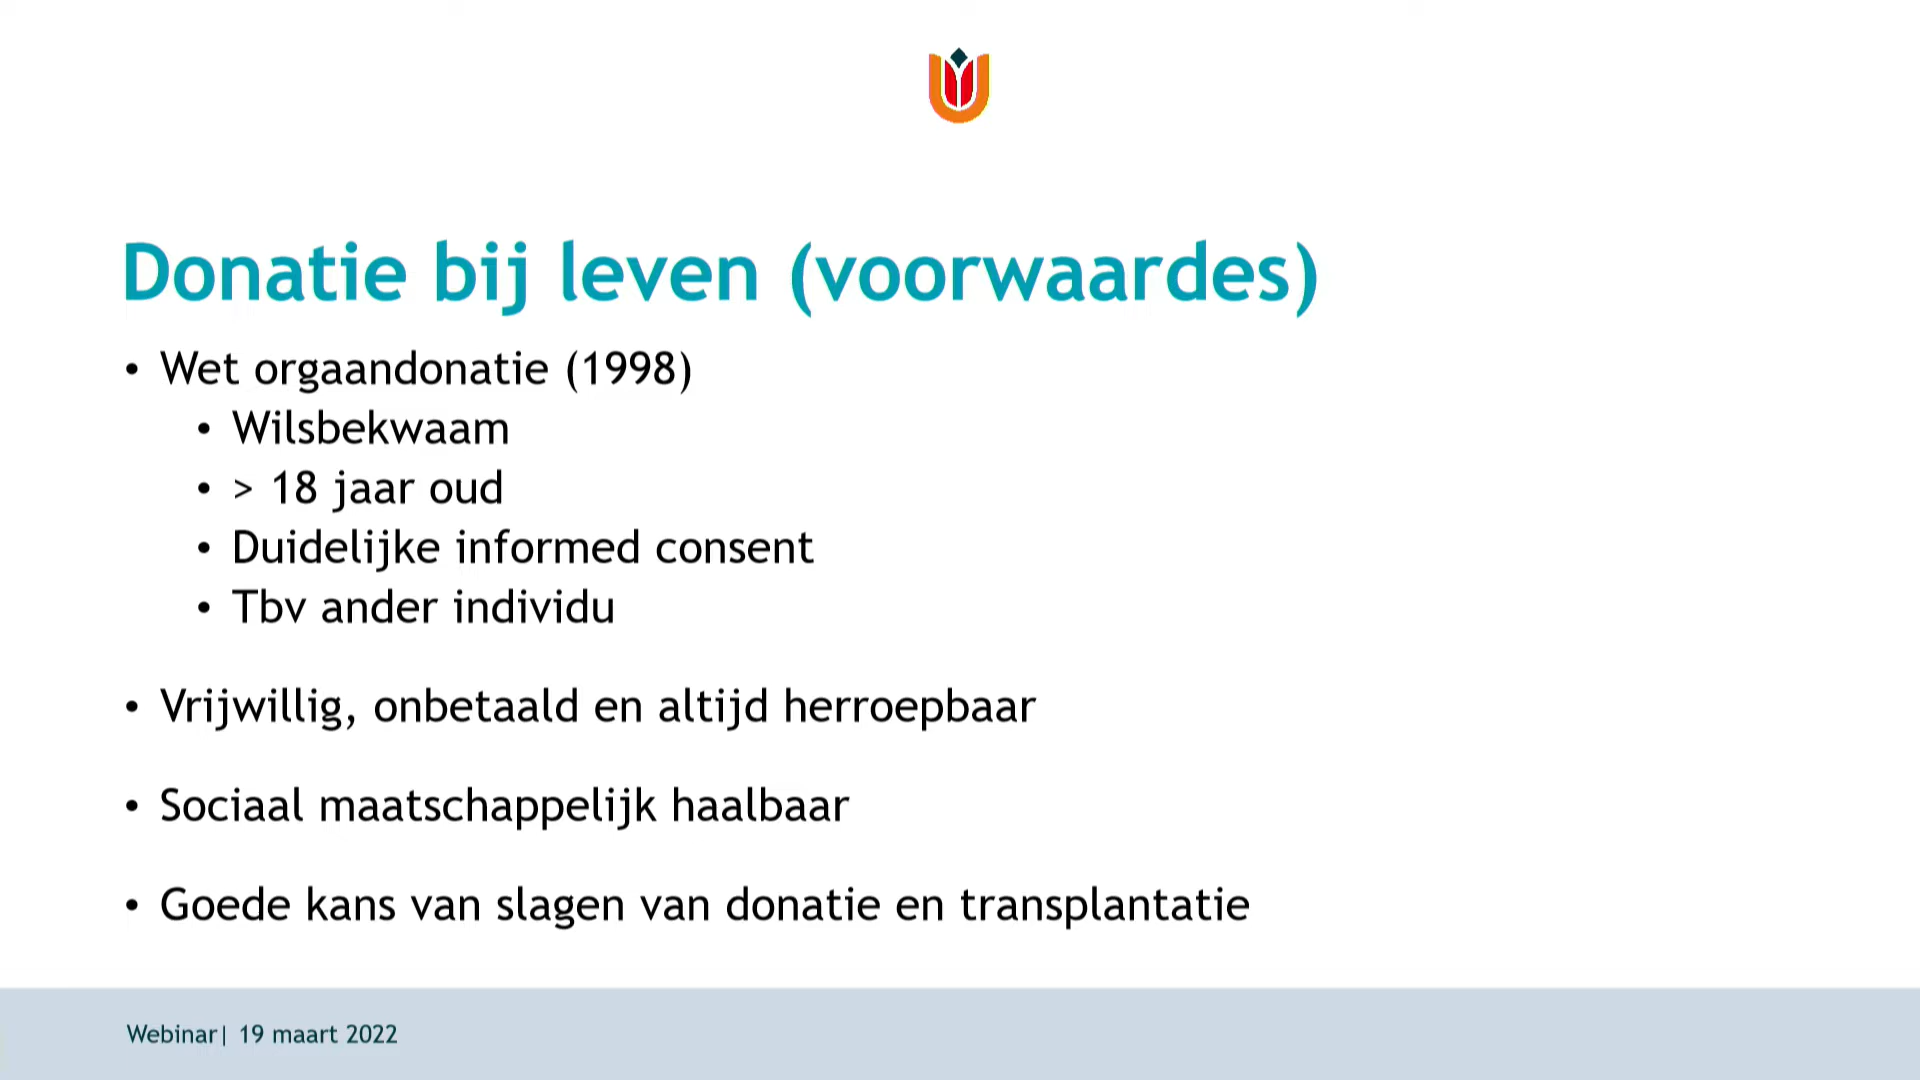 Donatie bij leven (voorwaardes)
• Wet orgaandonatie (1998)
• Wilsbekwaam
• > 18 jaar oud
• Duidelijke informed consent
• Tbv ander individu
• Vrijwillig, onbetaald en altijd herroepbaar
• Sociaal maatschappelijk haalbaar
• Goede kans van slagen van donatie en transplantatie
Webinar| 19 maart 2022